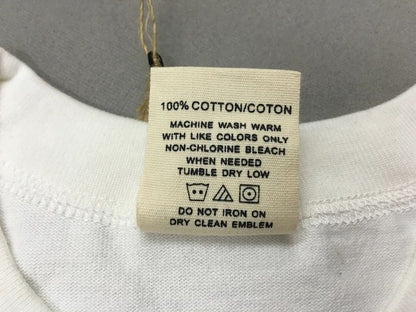 100% COTTON/COTON
MACHINE WASH WARM
WITH LIKE COLORS ONLY
NON-CHLORINE BLEACH
WHEN NEEDED
TUMBLE DRY LOW
DO NOT IRON ON
DRY CLEAN EMBLEM